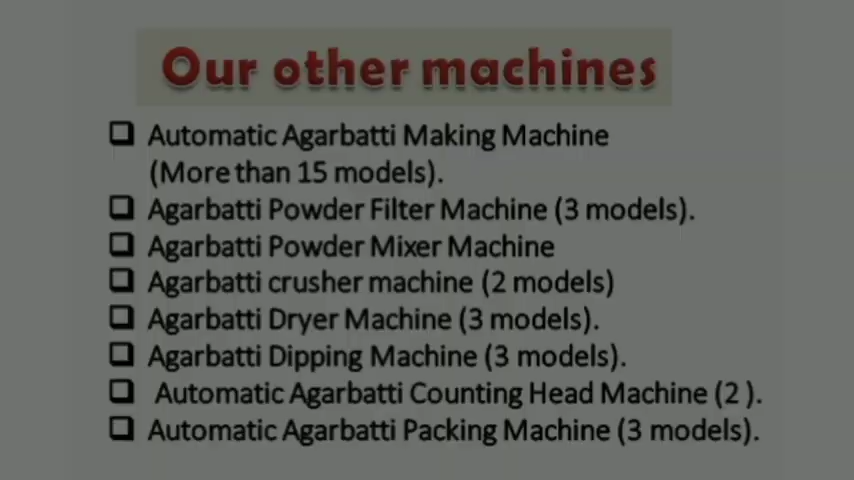 Our other machines
Automatic Agarbatti Making Machine
(More than 15 models).
Agarbatti Powder Filter Machine (3 models).
Agarbatti Powder Mixer Machine
Agarbatti crusher machine (2 models)
Agarbatti Dryer Machine (3 models).
Agarbatti Dipping Machine (3 models).
Automatic Agarbatti Counting Head Machine (2 ).
Automatic Agarbatti Packing Machine (3 models).